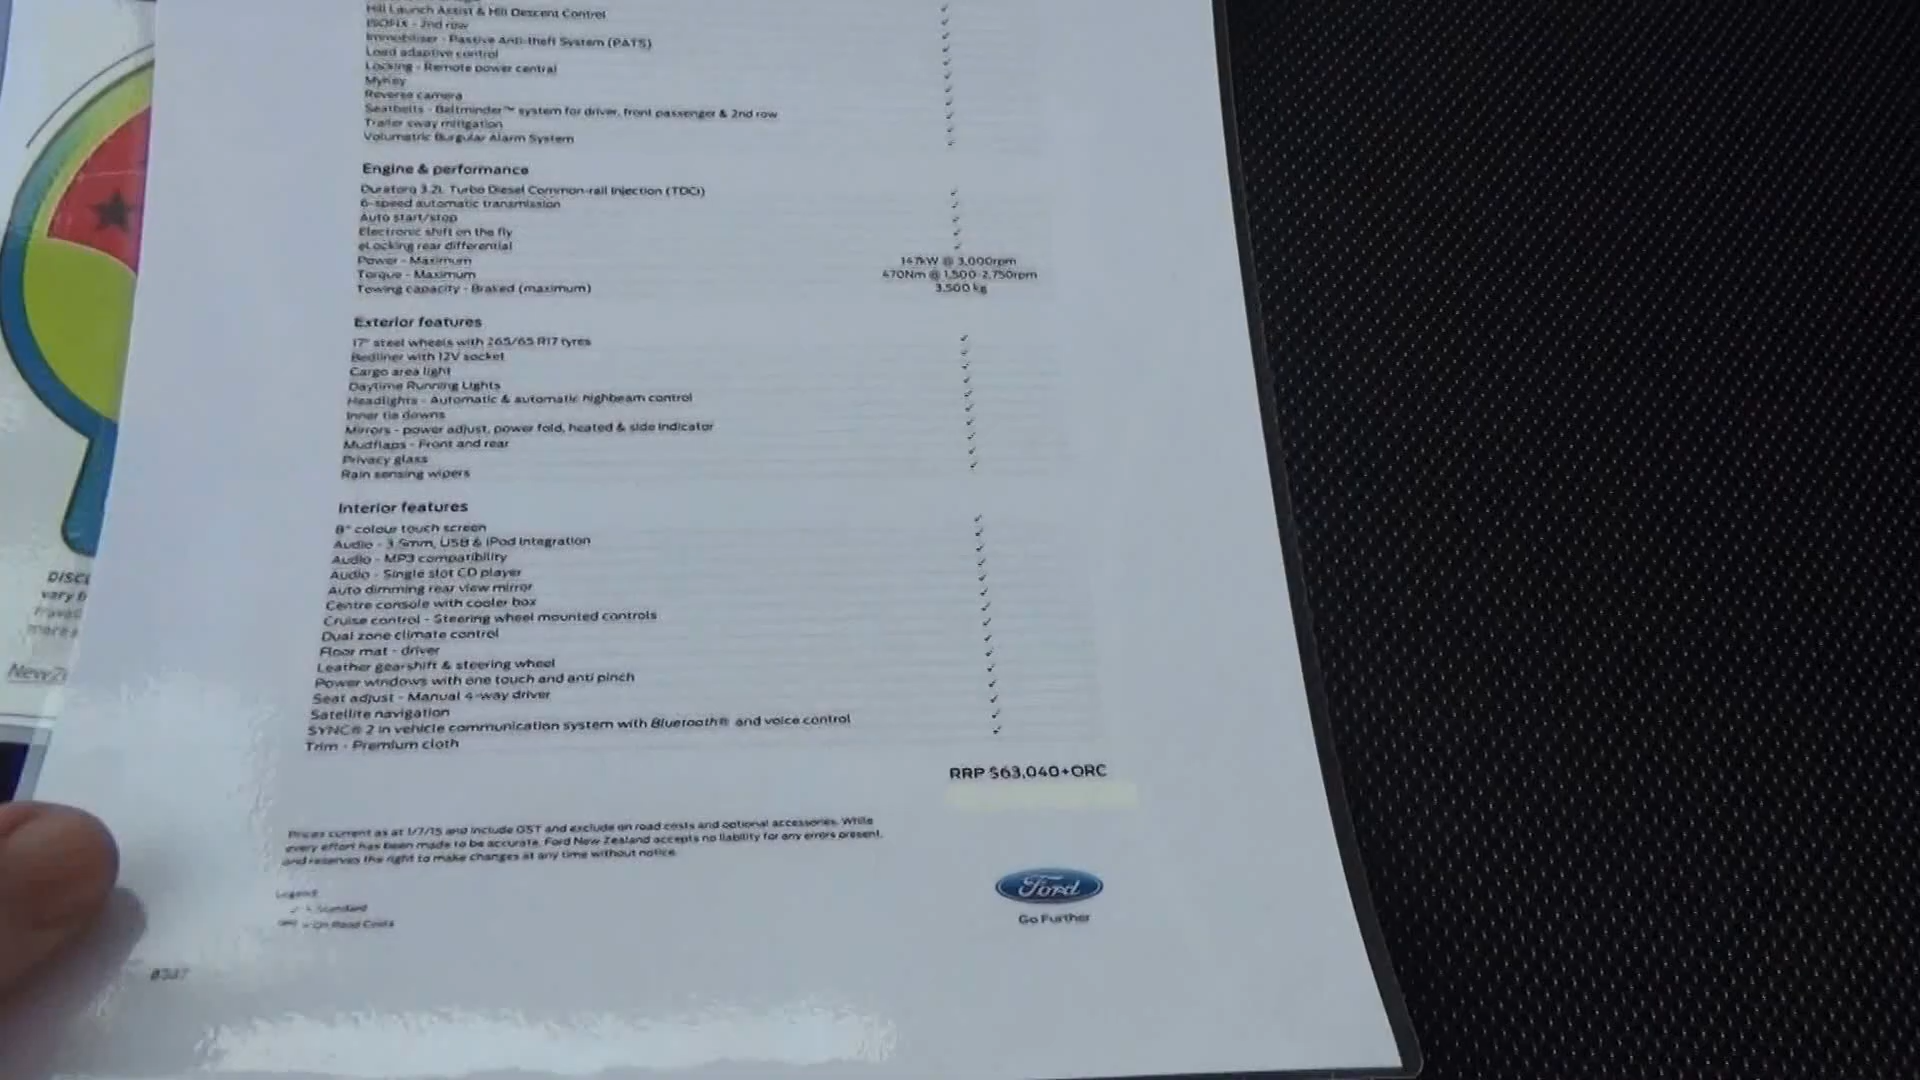 Hill Launch Assist & Hill Descent Control
ISOFIX - 2nd row
Immobiliser - Passive Anti-theft System (PATS)
Load adaptive control
Locking - Remote power central
MyKey
Reverse camera
Seatbelts - Beltminder™ system for driver, front passenger & 2nd row
Trailer sway mitigation
Volumetric Burgular Alarm System
Engine & performance
Duratorq 3.2L Turbo Diesel Common-rail Injection (TDCi) ✓
6-speed automatic transmission ✓
Auto start/stop ✓
Electronic shift on the fly ✓
eLocking rear differential ✓
Power - Maximum 147kW @ 3,000rpm
Torque - Maximum 470Nm @ 1,500-2,750rpm
Towing capacity - Braked (maximum) 3,500 kg
Exterior features
17" steel wheels with 265/65 R17 tyres ✓
Bedliner with 12V socket ✓
Cargo area light ✓
Daytime Running Lights ✓
Headlights - Automatic & automatic highbeam control ✓
Inner tie downs ✓
Mirrors - power adjust, power fold, heated & side indicator ✓
Mudflaps - Front and rear ✓
Privacy glass ✓
Rain sensing wipers ✓
Interior features
8" colour touch screen ✓
Audio - 3.5mm, USB & iPod Integration ✓
Audio - MP3 compatibility ✓
Audio - Single slot CD player ✓
Auto dimming rear view mirror ✓
Centre console with cooler box ✓
Cruise control - Steering wheel mounted controls ✓
Dual zone climate control ✓
Floor mat - driver ✓
Leather gearshift & steering wheel ✓
Power windows with one touch and anti pinch ✓
Seat adjust - Manual 4-way driver ✓
Satellite navigation ✓
SYNC® 2 in vehicle communication system with Bluetooth® and voice control ✓
Trim - Premium cloth ✓
RRP $63,040+ORC
Prices current as at 1/7/15 and include GST and exclude on road costs and optional accessories. While
every effort has been made to be accurate, Ford New Zealand accepts no liability for any errors present,
and reserves the right to make changes at any time without notice.
Legend:
✓ = Standard
ORC = On Road Costs
Ford
Go Further
DISCL
vary b
New Z